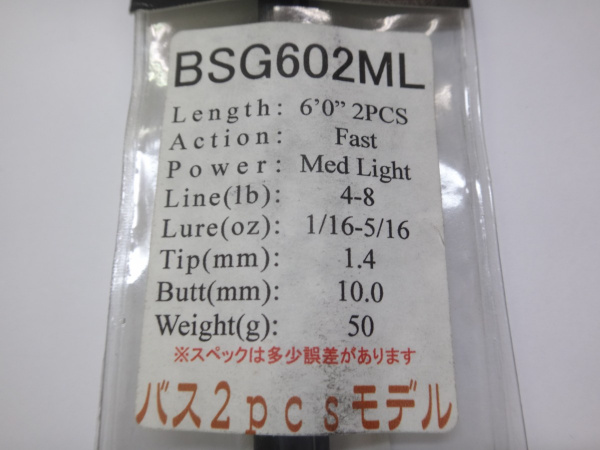 BSG602ML
Length: 6'0" 2PCS
Action: Fast
Power: Med Light
Line(lb): 4-8
Lure(oz): 1/16-5/16
Tip(mm): 1.4
Butt(mm): 10.0
Weight(g): 50
※スペックは多少誤差があります
バス2pcsモデル